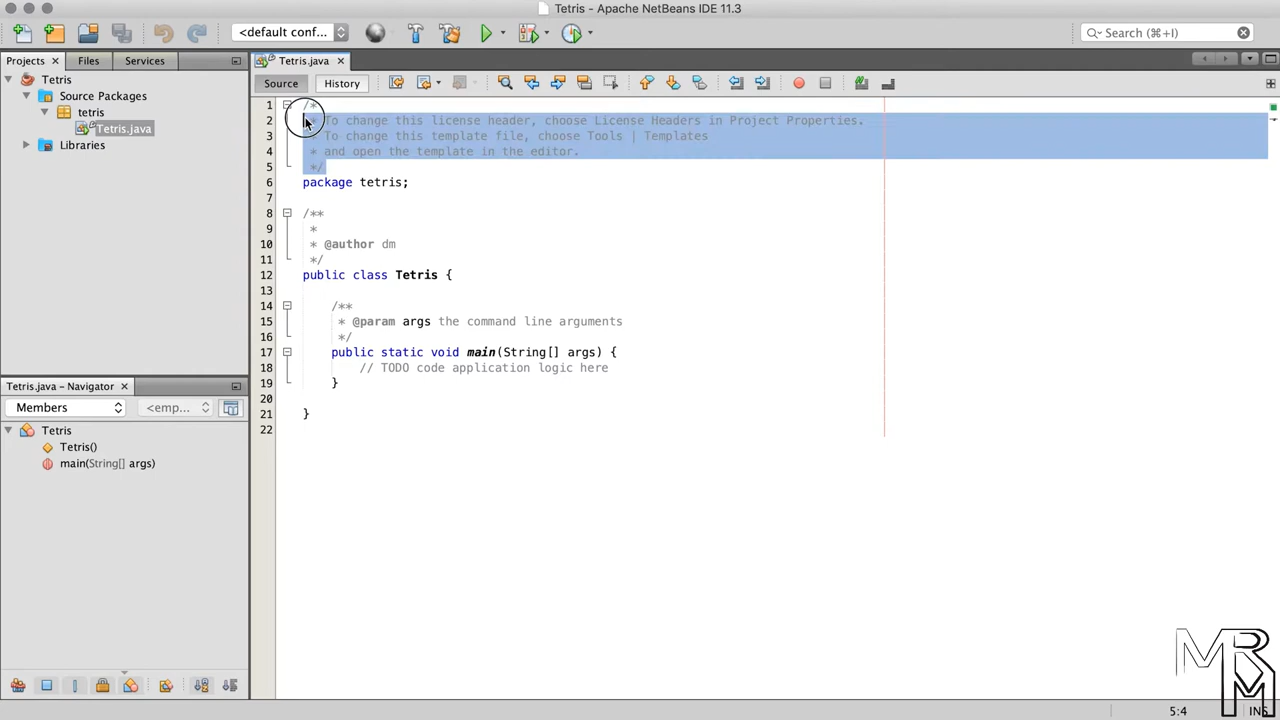 Tetris - Apache NetBeans IDE 11.3
<default conf...
Search (⌘+I)
Projects
Files
Services
Tetris.java
Source
History
Tetris
Source Packages
tetris
Tetris.java
Libraries
1 /*
2 To change this license header, choose License Headers in Project Properties.
3 To change this template file, choose Tools | Templates
4 * and open the template in the editor.
5 */
6 package tetris;
7
8 /**
9 *
10 * @author dm
11 */
12 public class Tetris {
13
14 /**
15 * @param args the command line arguments
16 */
17 public static void main(String[] args) {
18 // TODO code application logic here
19 }
20
21 }
22
Tetris.java - Navigator
Members
<emp...
Tetris
Tetris()
main(String[] args)
5:4
INS
MRM